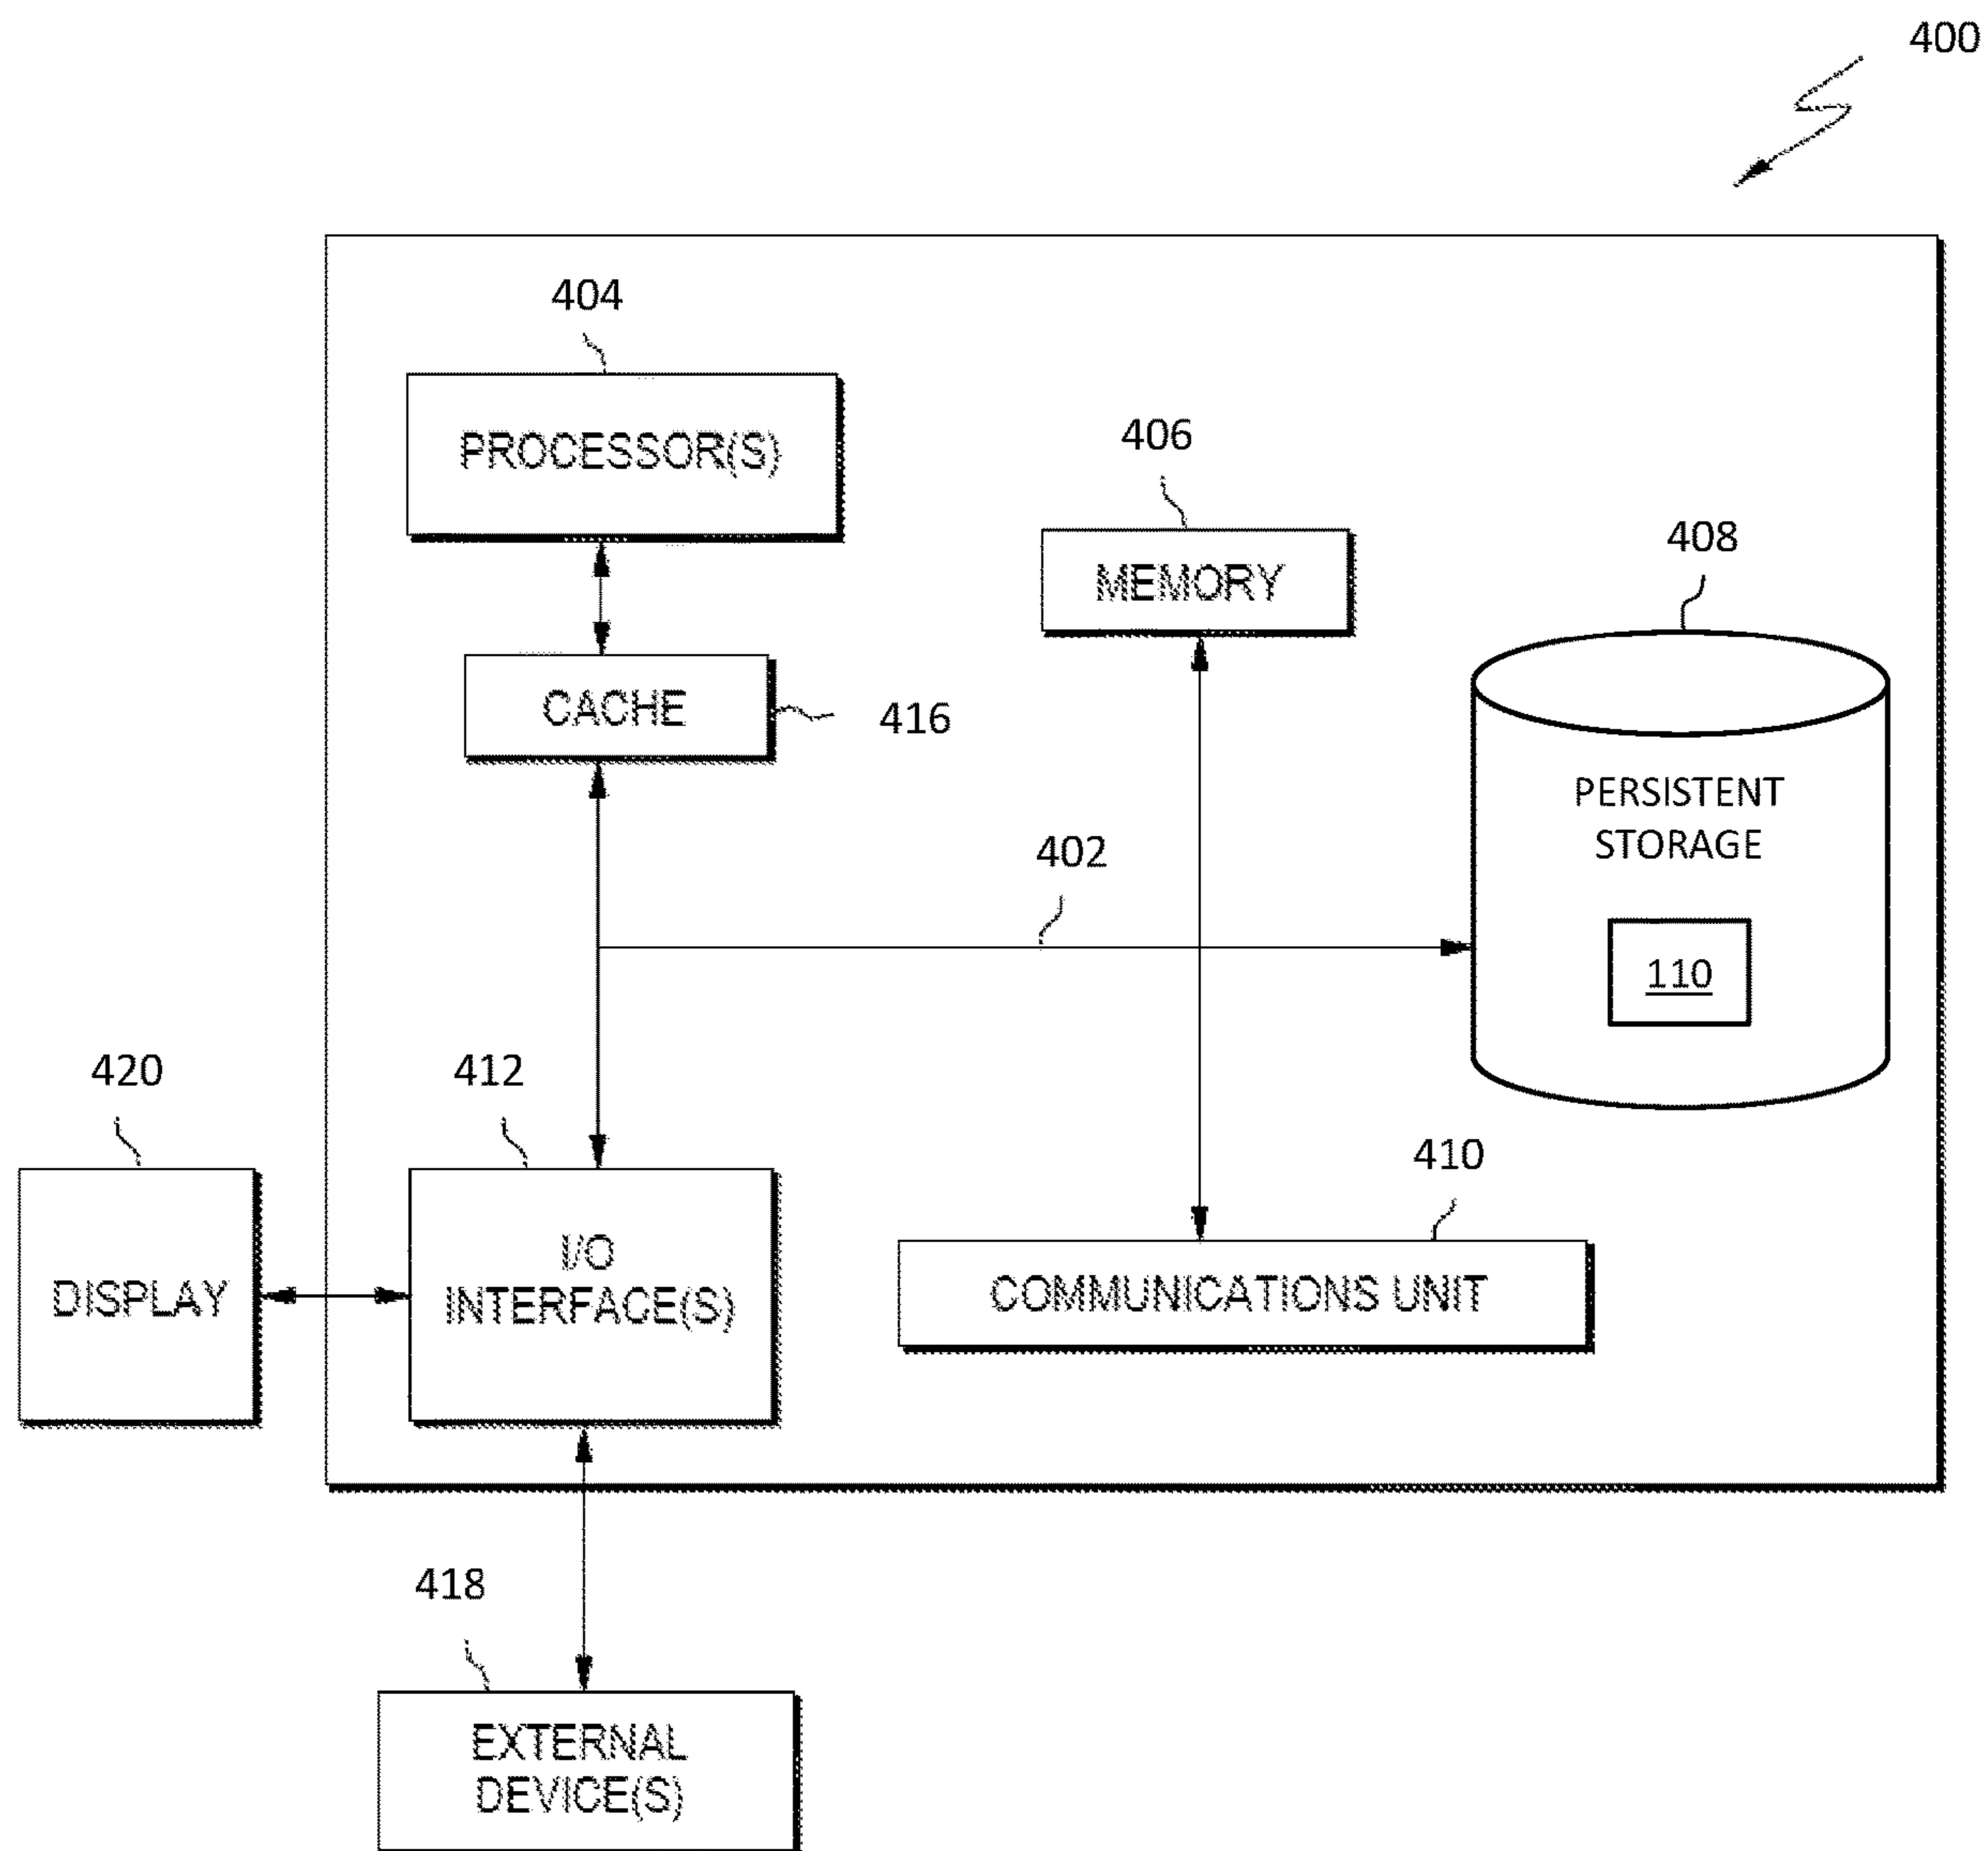 400
404
PROCESSOR(S)
406
MEMORY
408
CACHE
416
PERSISTENT
STORAGE
402
110
420
412
410
DISPLAY
I/O
INTERFACE(S)
COMMUNICATIONS UNIT
418
EXTERNAL
DEVICE(S)